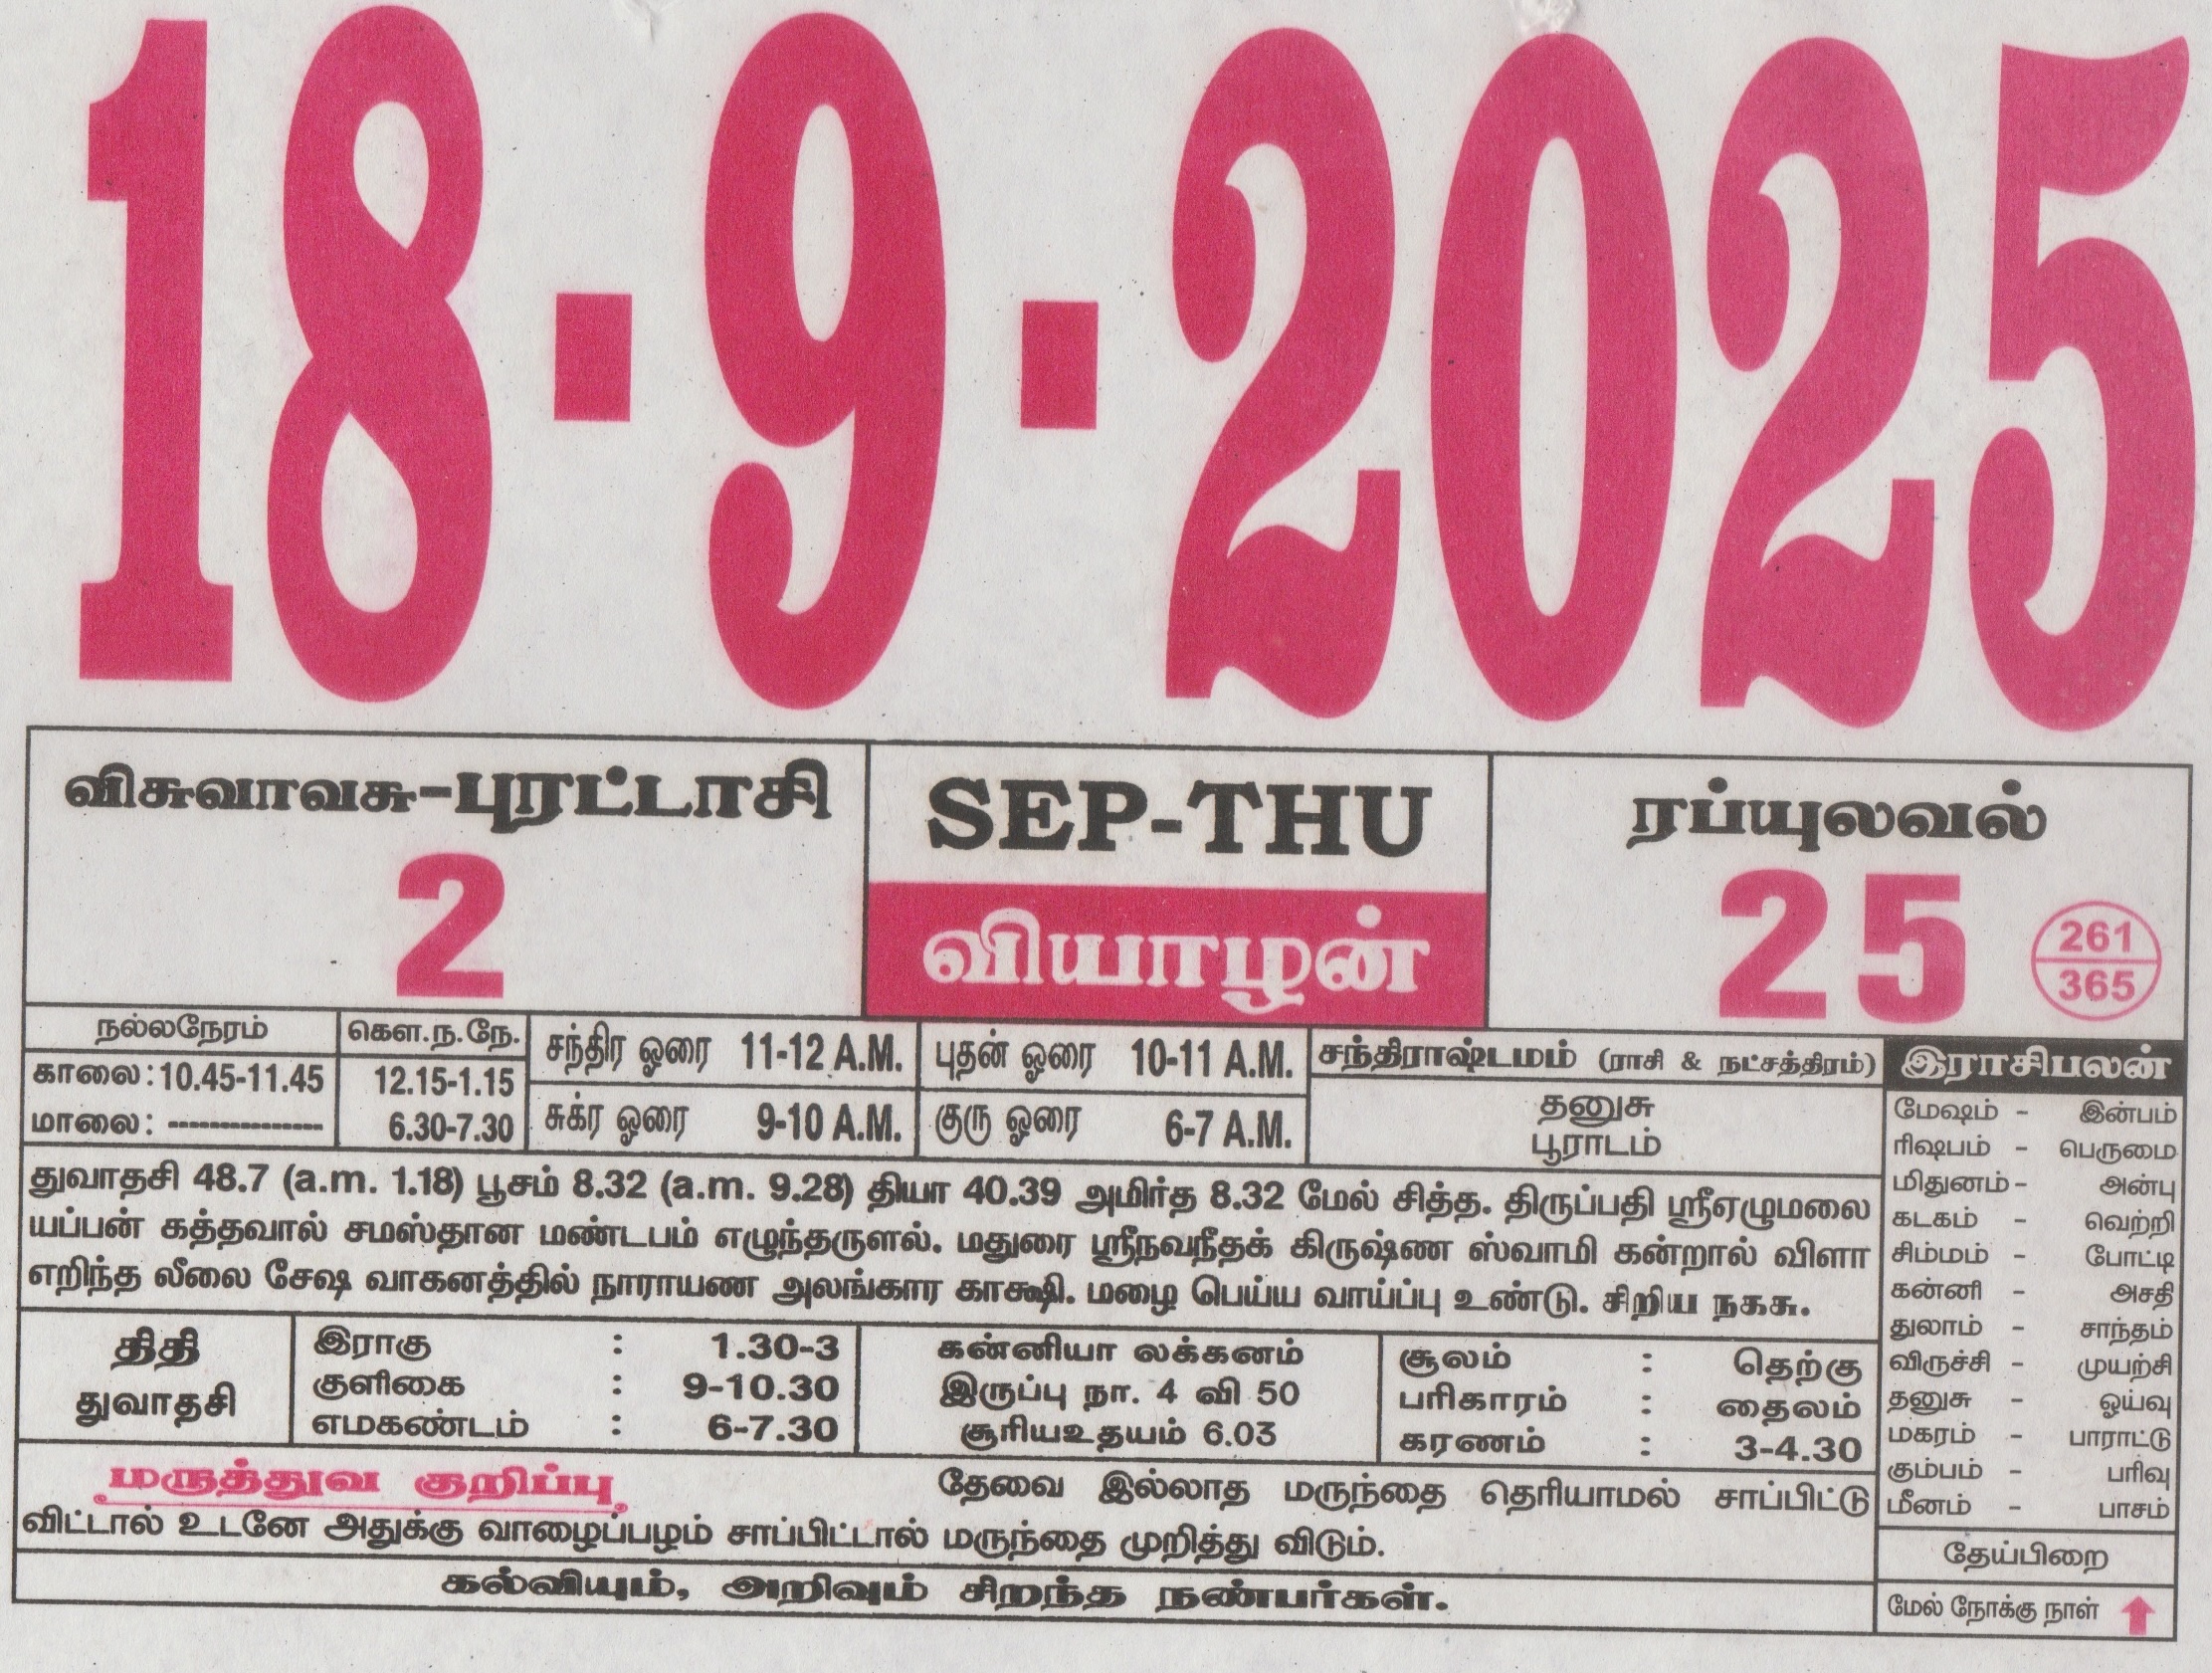 18-9-2025
விசுவாவசு-புரட்டாசி
2
SEP-THU
வியாழன்
ரப்யுலவல்
25
261
365
நல்லநேரம்
காலை : 10.45-11.45
மாலை : ---------------
கௌ.ந.நே.
12.15-1.15
6.30-7.30
சந்திர ஓரை 11-12 A.M.
சுக்ர ஓரை 9-10 A.M.
புதன் ஓரை 10-11 A.M.
குரு ஓரை 6-7 A.M.
சந்திராஷ்டமம் (ராசி & நட்சத்திரம்)
தனுசு
பூராடம்
துவாதசி 48.7 (a.m. 1.18) பூசம் 8.32 (a.m. 9.28) தியா 40.39 அமிர்த 8.32 மேல் சித்த. திருப்பதி ஸ்ரீஏழுமலை
யப்பன் கத்தவால் சமஸ்தான மண்டபம் எழுந்தருளல். மதுரை ஸ்ரீநவநீதக் கிருஷ்ண ஸ்வாமி கன்றால் விளா
எறிந்த லீலை சேஷ வாகனத்தில் நாராயண அலங்கார காக்ஷி. மழை பெய்ய வாய்ப்பு உண்டு. சிறிய நகசு.
திதி
துவாதசி
இராகு : 1.30-3
குளிகை : 9-10.30
எமகண்டம் : 6-7.30
கன்னியா லக்கனம்
இருப்பு நா. 4 வி 50
சூரியஉதயம் 6.03
சூலம் : தெற்கு
பரிகாரம் : தைலம்
கரணம் : 3-4.30
மருத்துவ குறிப்பு தேவை இல்லாத மருந்தை தெரியாமல் சாப்பிட்டு
விட்டால் உடனே அதுக்கு வாழைப்பழம் சாப்பிட்டால் மருந்தை முறித்து விடும்.
கல்வியும், அறிவும் சிறந்த நண்பர்கள்.
இராசிபலன்
மேஷம் - இன்பம்
ரிஷபம் - பெருமை
மிதுனம் - அன்பு
கடகம் - வெற்றி
சிம்மம் - போட்டி
கன்னி - அசதி
துலாம் - சாந்தம்
விருச்சி - முயற்சி
தனுசு - ஓய்வு
மகரம் - பாராட்டு
கும்பம் - பரிவு
மீனம் - பாசம்
தேய்பிறை
மேல் நோக்கு நாள்